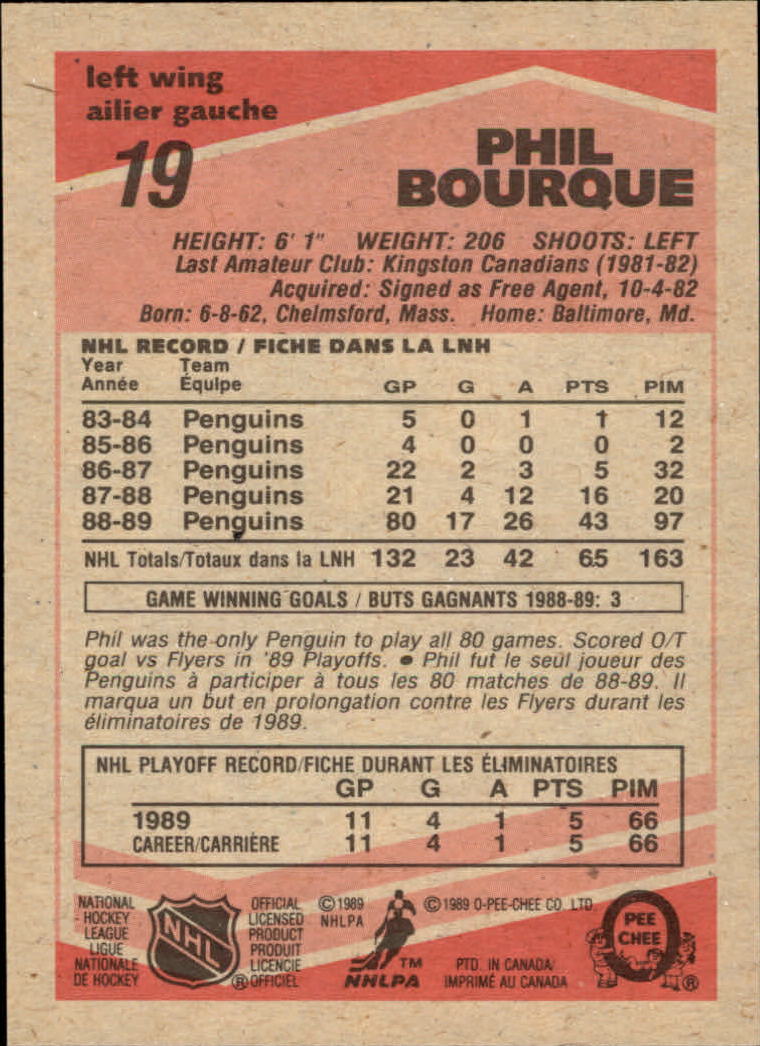 left wing
ailier gauche
19
PHIL
BOURQUE
HEIGHT: 6' 1" WEIGHT: 206 SHOOTS: LEFT
Last Amateur Club: Kingston Canadians (1981-82)
Acquired: Signed as Free Agent, 10-4-82
Born: 6-8-62, Chelmsford, Mass. Home: Baltimore, Md.
NHL RECORD / FICHE DANS LA LNH
Year Team
Année Équipe GP G A PTS PIM
83-84 Penguins 5 0 1 1 12
85-86 Penguins 4 0 0 0 2
86-87 Penguins 22 2 3 5 32
87-88 Penguins 21 4 12 16 20
88-89 Penguins 80 17 26 43 97
NHL Totals/Totaux dans la LNH 132 23 42 65 163
GAME WINNING GOALS / BUTS GAGNANTS 1988-89: 3
Phil was the only Penguin to play all 80 games. Scored O/T
goal vs Flyers in '89 Playoffs. ● Phil fut le seul joueur des
Penguins à participer à tous les 80 matches de 88-89. Il
marqua un but en prolongation contre les Flyers durant les
éliminatoires de 1989.
NHL PLAYOFF RECORD/FICHE DURANT LES ÉLIMINATOIRES
GP G A PTS PIM
1989 11 4 1 5 66
CAREER/CARRIÈRE 11 4 1 5 66
NATIONAL
HOCKEY
LEAGUE
LIGUE
NATIONALE
DE HOCKEY
NHL
®
OFFICIAL
LICENSED
PRODUCT
PRODUIT
LICENCIE
OFFICIEL
© 1989
NHLPA
TM
NHLPA
© 1989 O-PEE-CHEE CO. LTD.
PTD. IN CANADA/
IMPRIMÉ AU CANADA
O
PEE
CHEE
®